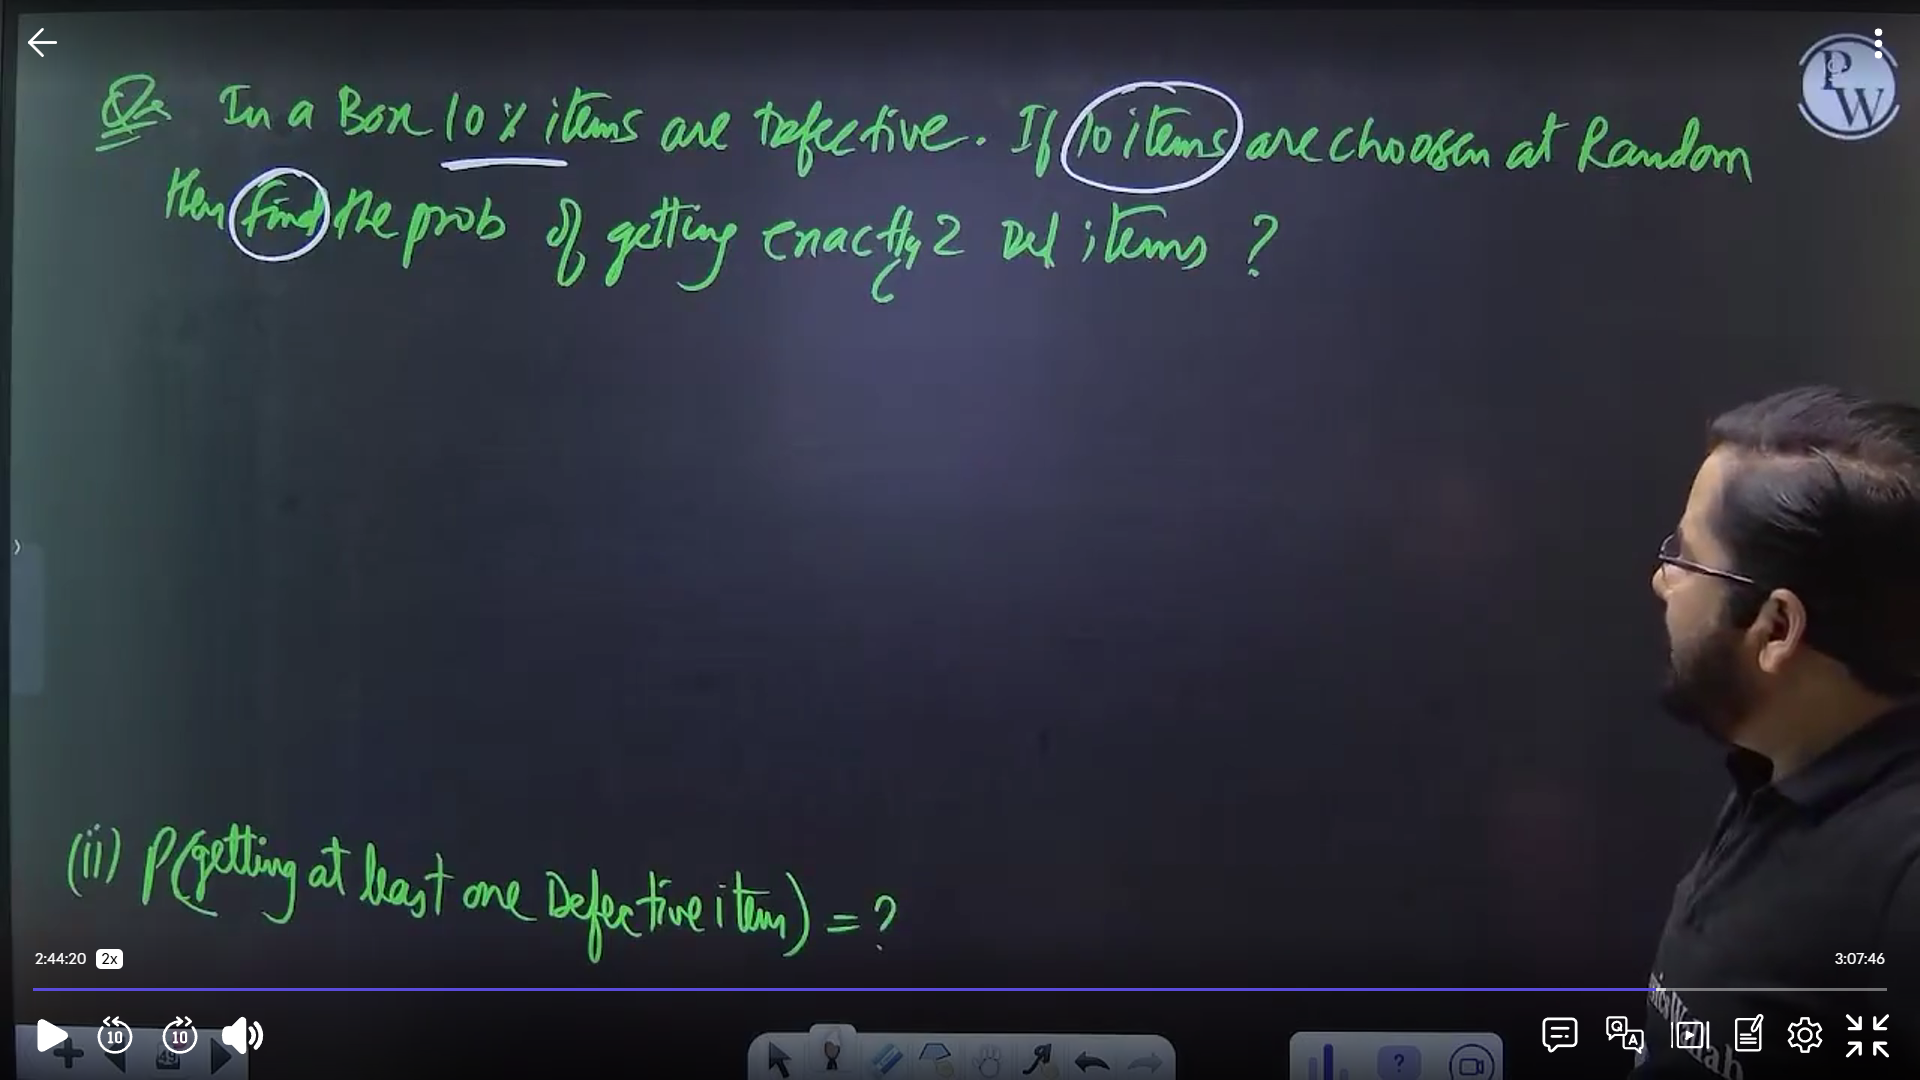 Q. In a Box 10% items are Defective. If 10 items are choosen at Random
then find the prob of getting exactly 2 Def items ?
(ii) P(getting at least one Defective item) = ?
2:44:20 2x
3:07:46
10 10
49
?
Q A
P W